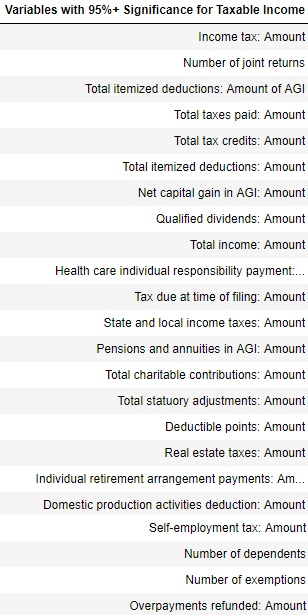 Variables with 95%+ Significance for Taxable Income
Income tax: Amount
Number of joint returns
Total itemized deductions: Amount of AGI
Total taxes paid: Amount
Total tax credits: Amount
Total itemized deductions: Amount
Net capital gain in AGI: Amount
Qualified dividends: Amount
Total income: Amount
Health care individual responsibility payment:...
Tax due at time of filing: Amount
State and local income taxes: Amount
Pensions and annuities in AGI: Amount
Total charitable contributions: Amount
Total statuory adjustments: Amount
Deductible points: Amount
Real estate taxes: Amount
Individual retirement arrangement payments: Am...
Domestic production activities deduction: Amount
Self-employment tax: Amount
Number of dependents
Number of exemptions
Overpayments refunded: Amount